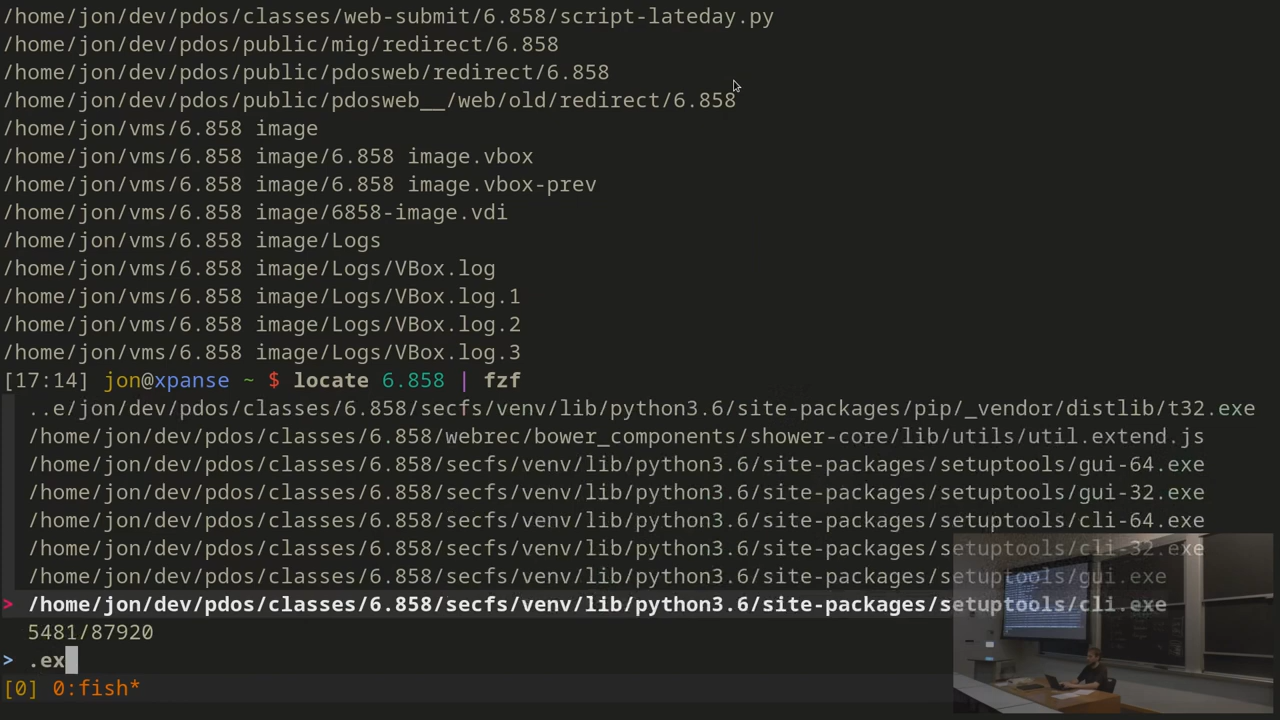 /home/jon/dev/pdos/classes/web-submit/6.858/script-lateday.py
/home/jon/dev/pdos/public/mig/redirect/6.858
/home/jon/dev/pdos/public/pdosweb/redirect/6.858
/home/jon/dev/pdos/public/pdosweb__/web/old/redirect/6.858
/home/jon/vms/6.858 image
/home/jon/vms/6.858 image/6.858 image.vbox
/home/jon/vms/6.858 image/6.858 image.vbox-prev
/home/jon/vms/6.858 image/6858-image.vdi
/home/jon/vms/6.858 image/Logs
/home/jon/vms/6.858 image/Logs/VBox.log
/home/jon/vms/6.858 image/Logs/VBox.log.1
/home/jon/vms/6.858 image/Logs/VBox.log.2
/home/jon/vms/6.858 image/Logs/VBox.log.3
[17:14] jon@xpanse ~ $ locate 6.858 | fzf
..e/jon/dev/pdos/classes/6.858/secfs/venv/lib/python3.6/site-packages/pip/_vendor/distlib/t32.exe
/home/jon/dev/pdos/classes/6.858/webrec/bower_components/shower-core/lib/utils/util.extend.js
/home/jon/dev/pdos/classes/6.858/secfs/venv/lib/python3.6/site-packages/setuptools/gui-64.exe
/home/jon/dev/pdos/classes/6.858/secfs/venv/lib/python3.6/site-packages/setuptools/gui-32.exe
/home/jon/dev/pdos/classes/6.858/secfs/venv/lib/python3.6/site-packages/setuptools/cli-64.exe
/home/jon/dev/pdos/classes/6.858/secfs/venv/lib/python3.6/site-packages/setuptools/cli-32.exe
/home/jon/dev/pdos/classes/6.858/secfs/venv/lib/python3.6/site-packages/setuptools/gui.exe
> /home/jon/dev/pdos/classes/6.858/secfs/venv/lib/python3.6/site-packages/setuptools/cli.exe
5481/87920
> .ex
[0] 0:fish*